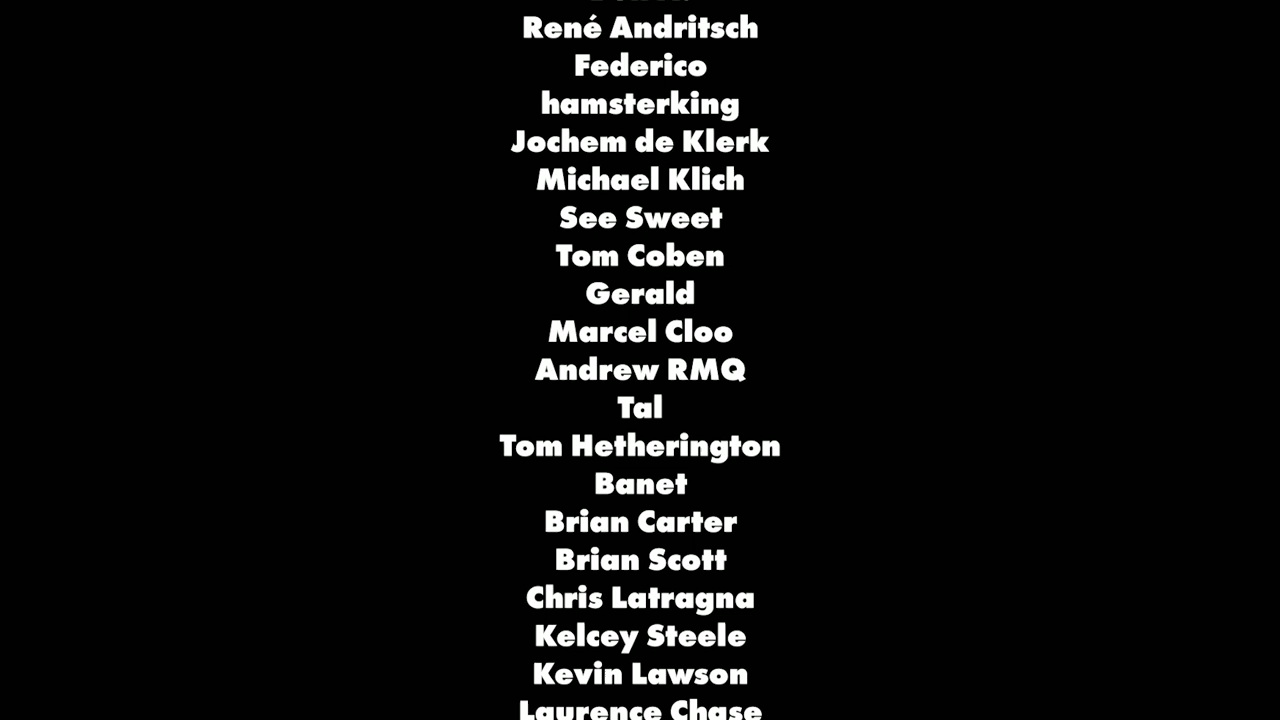 René Andritsch
Federico
hamsterking
Jochem de Klerk
Michael Klich
See Sweet
Tom Coben
Gerald
Marcel Cloo
Andrew RMQ
Tal
Tom Hetherington
Banet
Brian Carter
Brian Scott
Chris Latragna
Kelcey Steele
Kevin Lawson
Laurence Chase